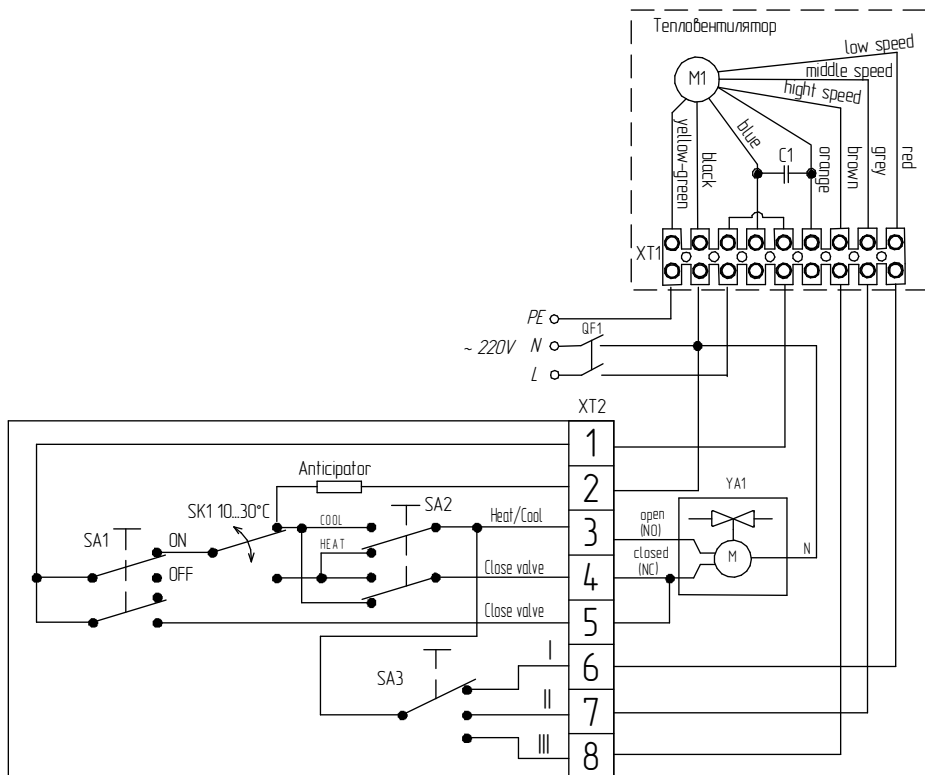 Тепловентилятор
low speed
M1
middle speed
hight speed
yellow-green
black
blue
C1
orange
brown
grey
red
XT1
PE
QF1
~ 220V N
L
XT2
1
Anticipator
2
YA1
SK1 10...30°C
COOL
SA2
Heat/Cool
3
open
(NO)
SA1
ON
HEAT
M
N
OFF
Close valve
4
closed
(NC)
Close valve
5
I
6
SA3
II
7
III
8